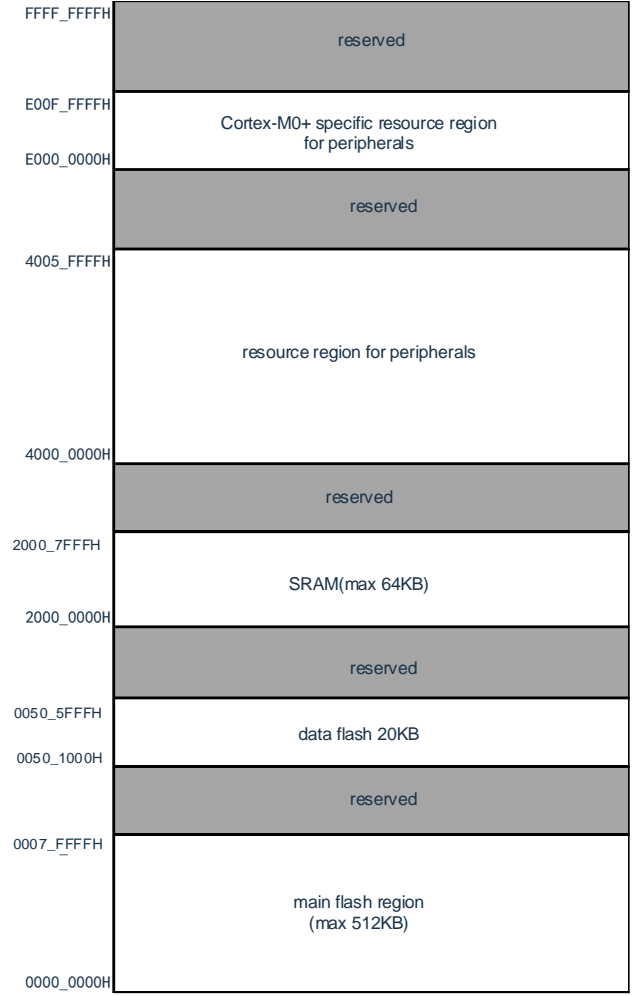 FFFF_FFFFH
reserved
E00F_FFFFH
Cortex-M0+ specific resource region
for peripherals
E000_0000H
reserved
4005_FFFFH
resource region for peripherals
4000_0000H
reserved
2000_7FFFH
SRAM(max 64KB)
2000_0000H
reserved
0050_5FFFH
data flash 20KB
0050_1000H
reserved
0007_FFFFH
main flash region
(max 512KB)
0000_0000H